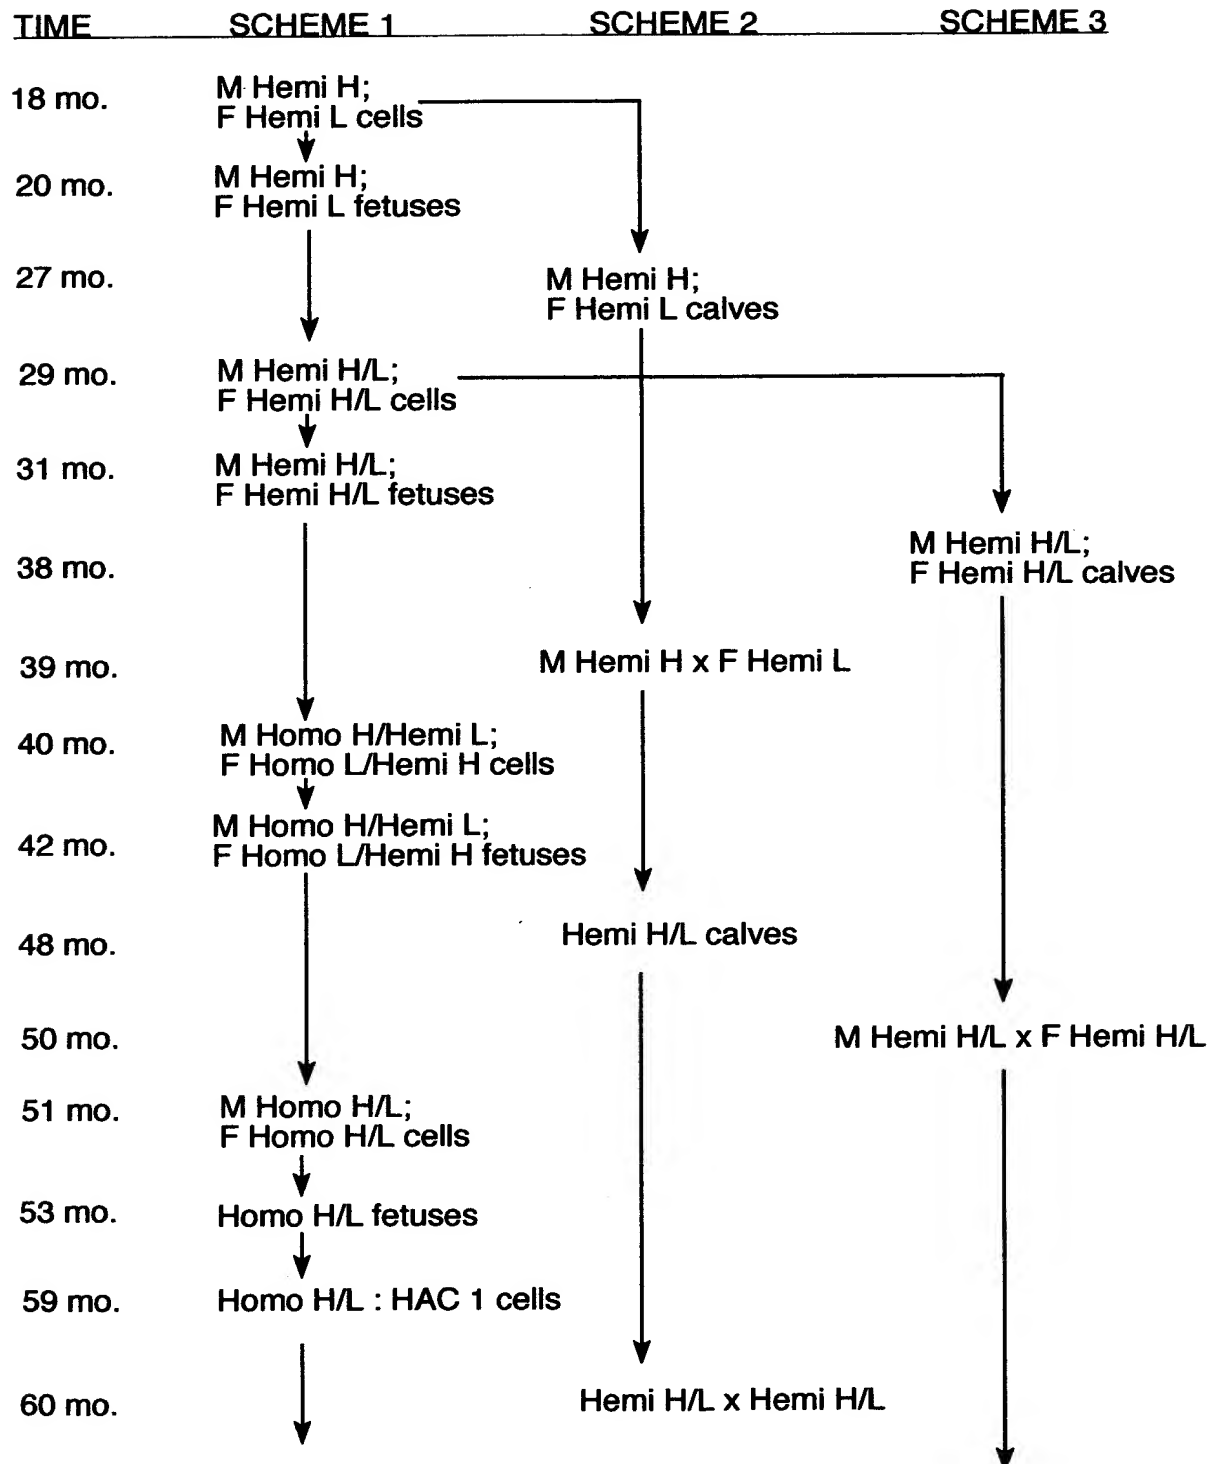 TIME SCHEME 1 SCHEME 2 SCHEME 3
18 mo. M Hemi H;
F Hemi L cells
20 mo. M Hemi H;
F Hemi L fetuses
27 mo. M Hemi H;
F Hemi L calves
29 mo. M Hemi H/L;
F Hemi H/L cells
31 mo. M Hemi H/L;
F Hemi H/L fetuses
38 mo. M Hemi H/L;
F Hemi H/L calves
39 mo. M Hemi H x F Hemi L
40 mo. M Homo H/Hemi L;
F Homo L/Hemi H cells
42 mo. M Homo H/Hemi L;
F Homo L/Hemi H fetuses
48 mo. Hemi H/L calves
50 mo. M Hemi H/L x F Hemi H/L
51 mo. M Homo H/L;
F Homo H/L cells
53 mo. Homo H/L fetuses
59 mo. Homo H/L : HAC 1 cells
60 mo. Hemi H/L x Hemi H/L